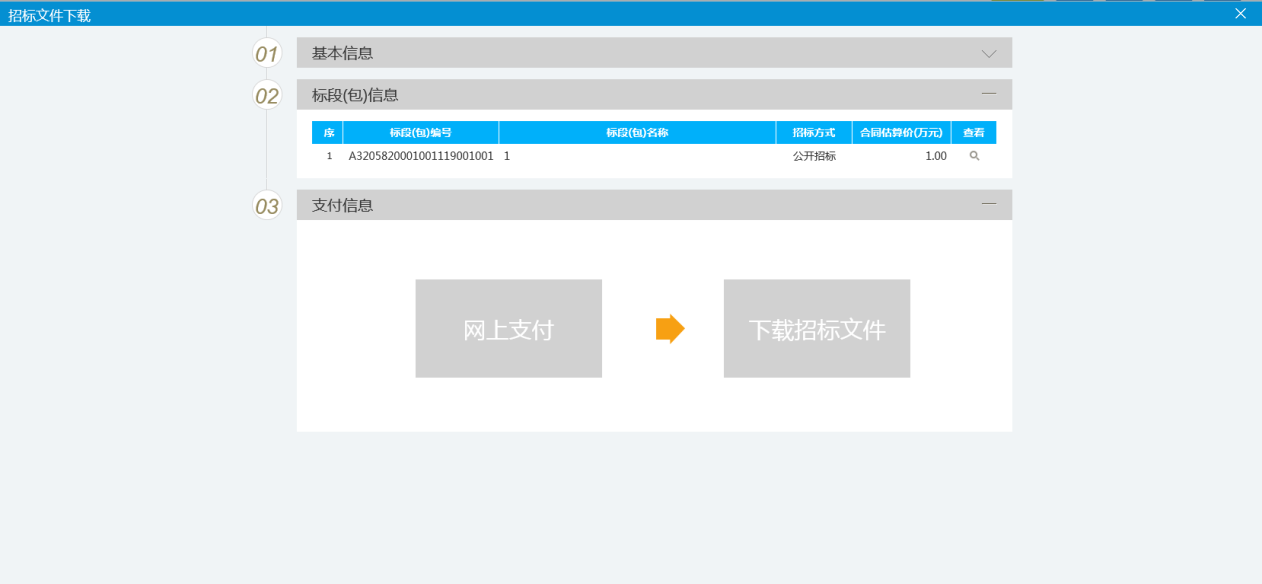 招标文件下载
01 基本信息
02 标段(包)信息
序 标段(包)编号 标段(包)名称 招标方式 合同估算价(万元) 查看
1 A3205820001001119001001 1 公开招标 1.00
03 支付信息
网上支付 下载招标文件